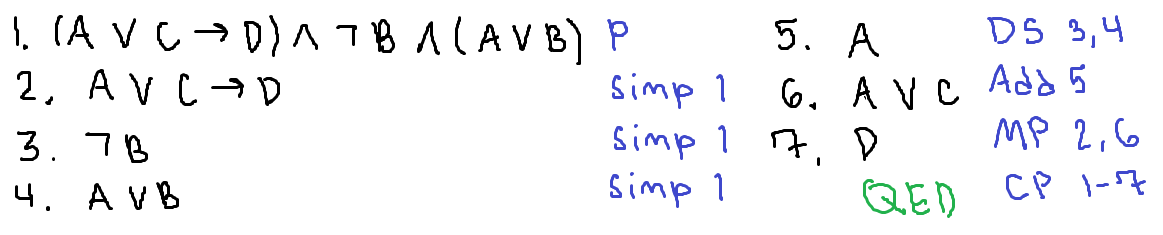 1. (A ∨ C → D) ∧ ¬ B ∧ (A ∨ B) P
2. A ∨ C → D Simp 1
3. ¬ B Simp 1
4. A ∨ B Simp 1
5. A DS 3,4
6. A ∨ C Add 5
7. D MP 2,6
QED CP 1-7